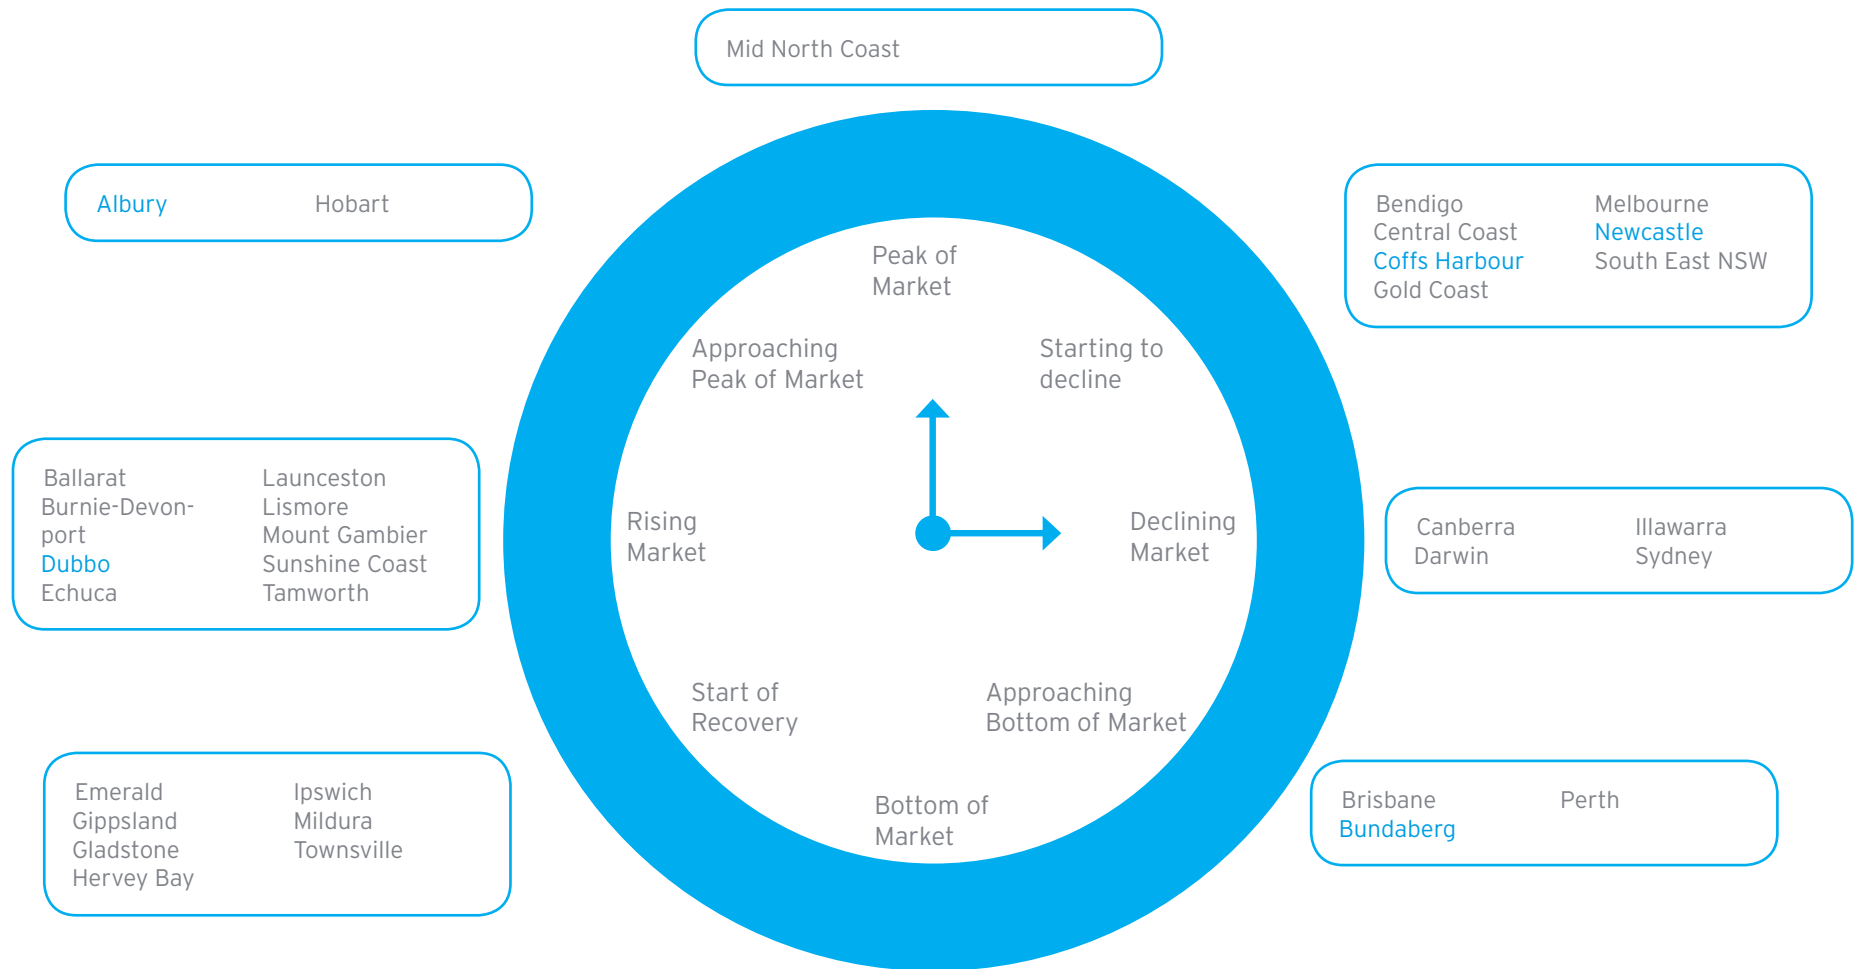 Mid North Coast
Albury
Hobart
Bendigo
Central Coast
Coffs Harbour
Gold Coast
Melbourne
Newcastle
South East NSW
Peak of
Market
Approaching
Peak of Market
Starting to
decline
Ballarat
Burnie-Devon-
port
Dubbo
Echuca
Launceston
Lismore
Mount Gambier
Sunshine Coast
Tamworth
Rising
Market
Declining
Market
Canberra
Darwin
Illawarra
Sydney
Start of
Recovery
Approaching
Bottom of Market
Emerald
Gippsland
Gladstone
Hervey Bay
Ipswich
Mildura
Townsville
Bottom of
Market
Brisbane
Bundaberg
Perth